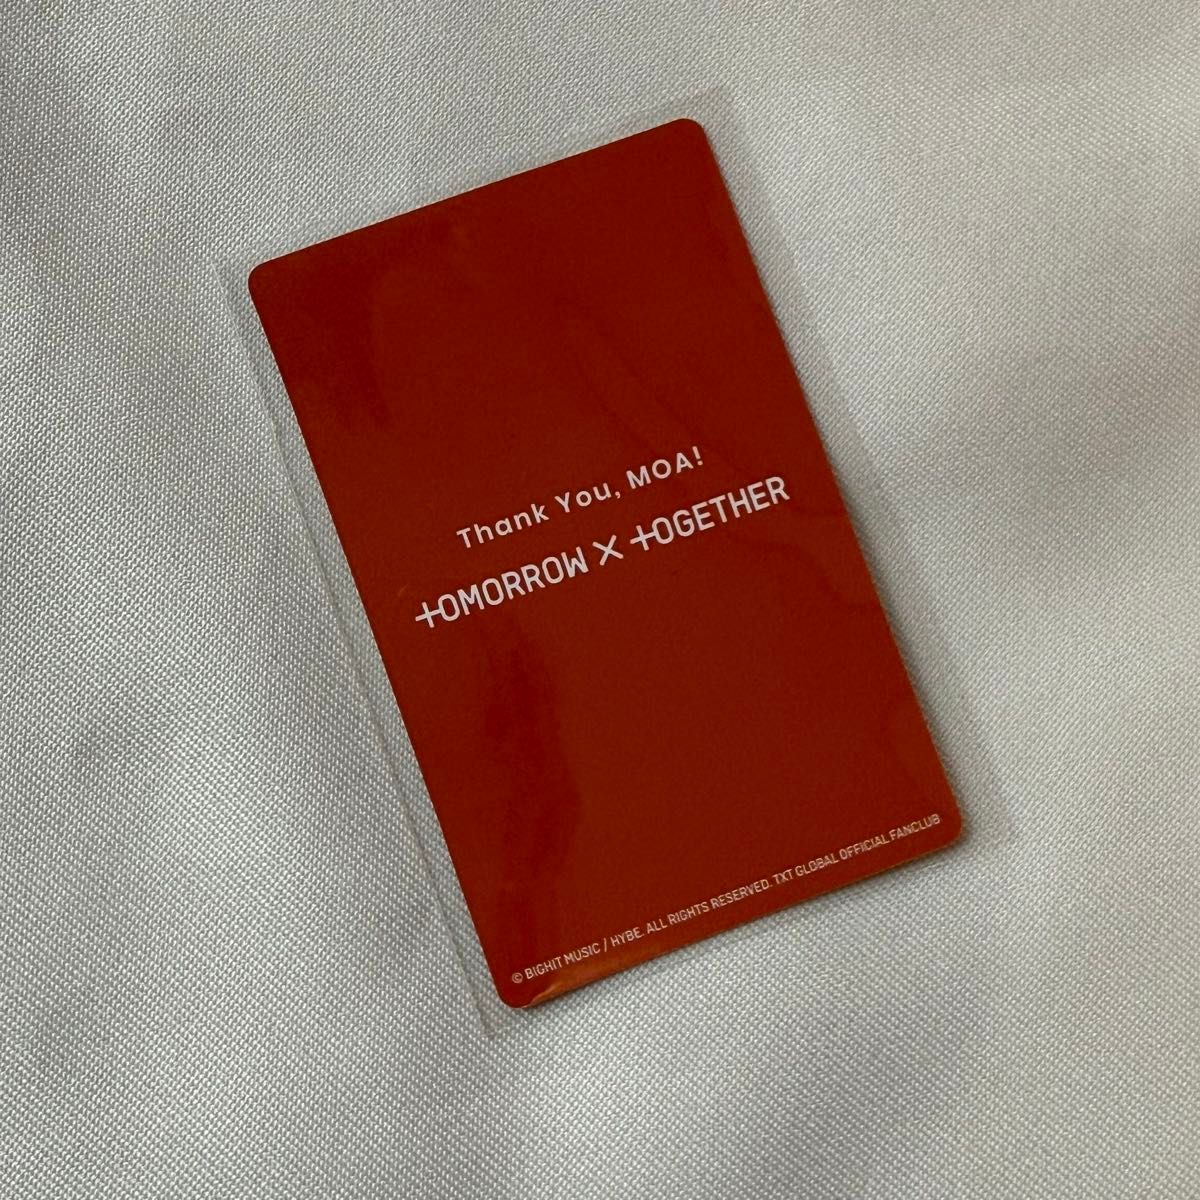 Thank You, MOA!
TOMORROW X TOGETHER
© BIGHIT MUSIC / HYBE. ALL RIGHTS RESERVED. TXT GLOBAL OFFICIAL FANCLUB